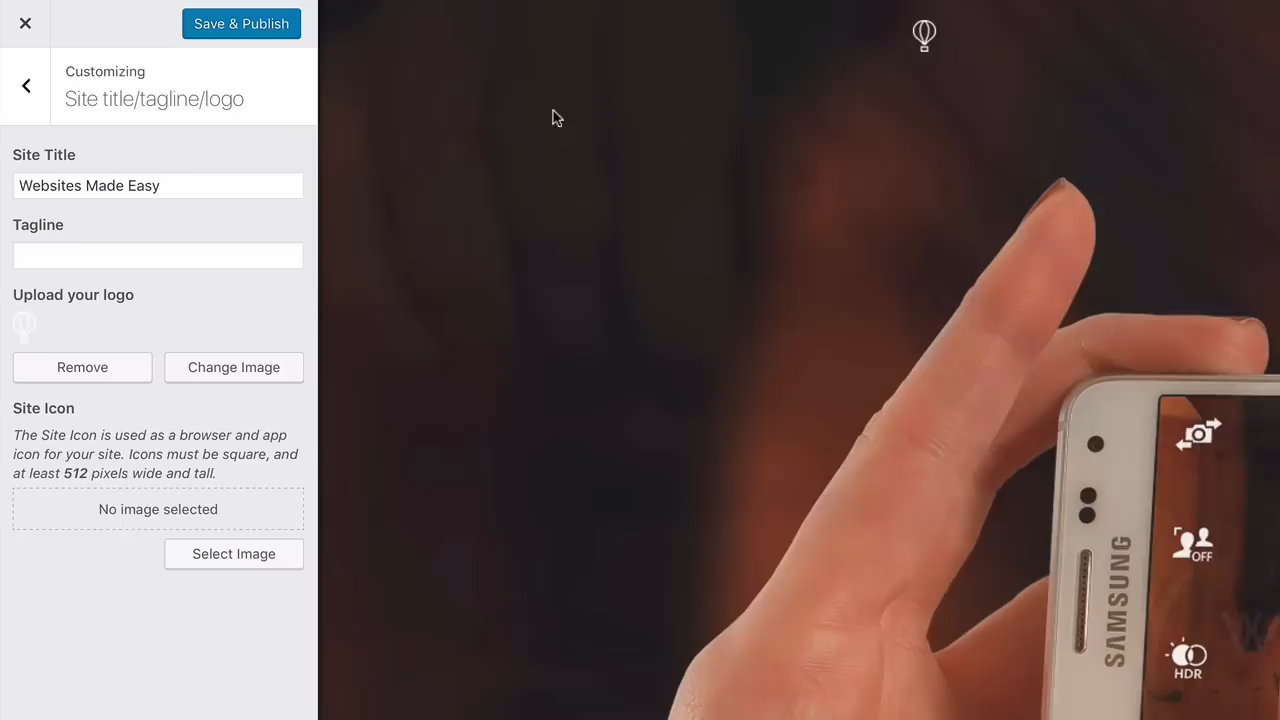 Save & Publish
Customizing
Site title/tagline/logo
Site Title
Websites Made Easy
Tagline
Upload your logo
Remove
Change Image
Site Icon
The Site Icon is used as a browser and app
icon for your site. Icons must be square, and
at least 512 pixels wide and tall.
No image selected
Select Image
SAMSUNG
OFF
HDR